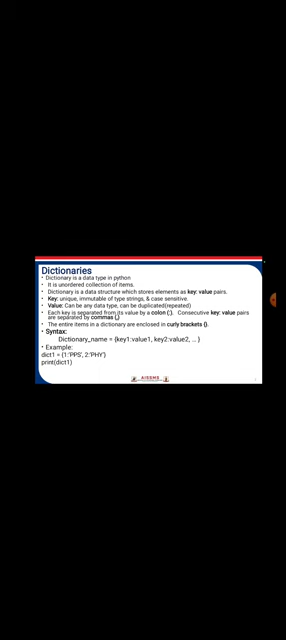 Dictionaries
• Dictionary is a data type in python
• It is unordered collection of items.
• Dictionary is a data structure which stores elements as key: value pairs.
• Key: unique, immutable of type strings, & case sensitive.
• Value: Can be any data type, can be duplicated(repeated)
• Each key is separated from its value by a colon (:). Consecutive key: value pairs
are separated by commas (,)
• The entire items in a dictionary are enclosed in curly brackets {}.
• Syntax:
Dictionary_name = {key1:value1, key2:value2, ... }
• Example:
dict1 = {1:'PPS', 2:'PHY'}
print(dict1)
AISSMS